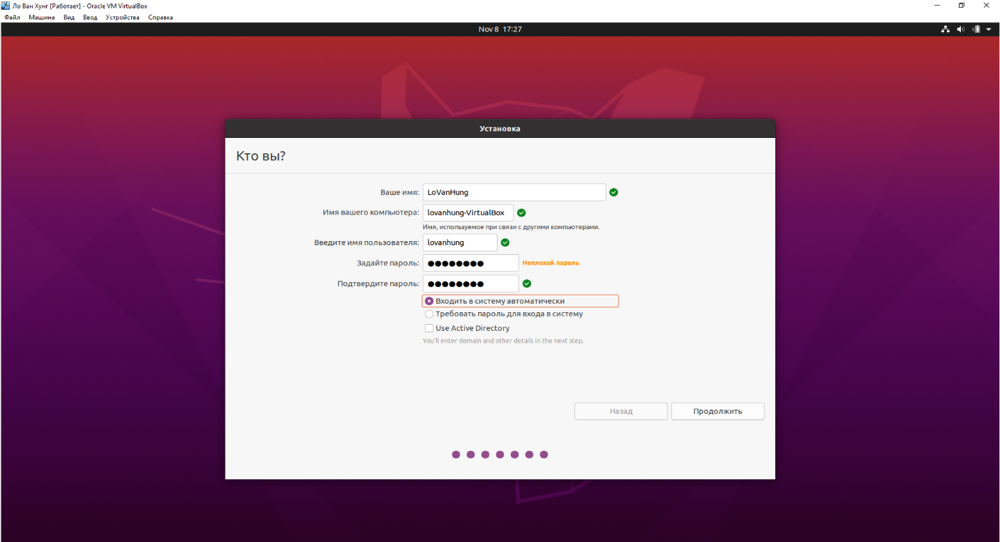 Ло Ван Хунг [Работает] - Oracle VM VirtualBox
Файл Машина Вид Ввод Устройства Справка
Nov 8 17:27
Установка
Кто вы?
Ваше имя: LoVanHung
Имя вашего компьютера: lovanhung-VirtualBox
Имя, используемое при связи с другими компьютерами.
Введите имя пользователя: lovanhung
Задайте пароль: ●●●●●●●● Неплохой пароль
Подтвердите пароль: ●●●●●●●●
Входить в систему автоматически
Требовать пароль для входа в систему
Use Active Directory
You'll enter domain and other details in the next step.
Назад Продолжить